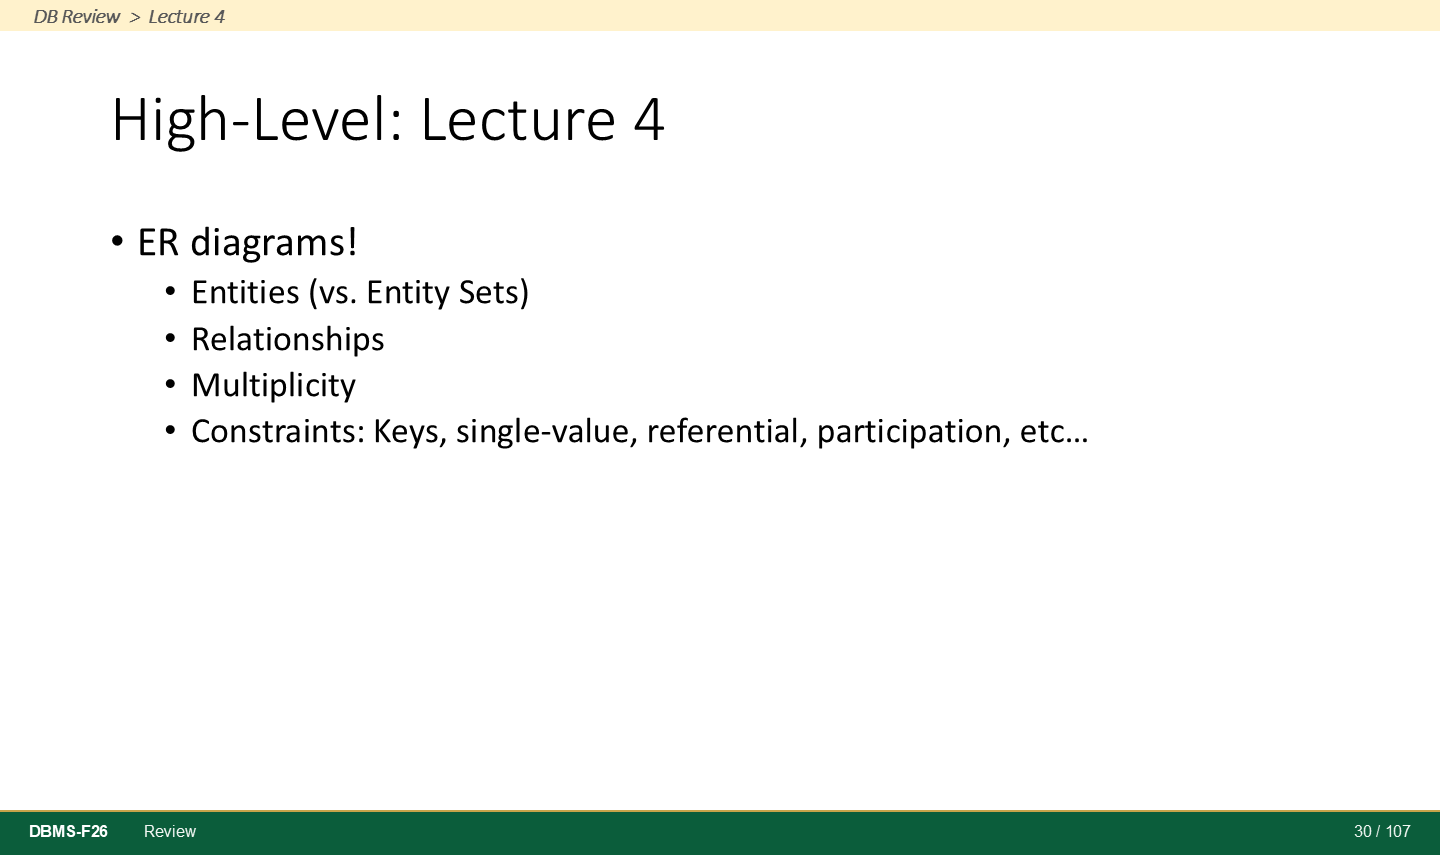 DB Review > Lecture 4
High-Level: Lecture 4
• ER diagrams!
• Entities (vs. Entity Sets)
• Relationships
• Multiplicity
• Constraints: Keys, single-value, referential, participation, etc…
DBMS-F26 Review 30 / 107